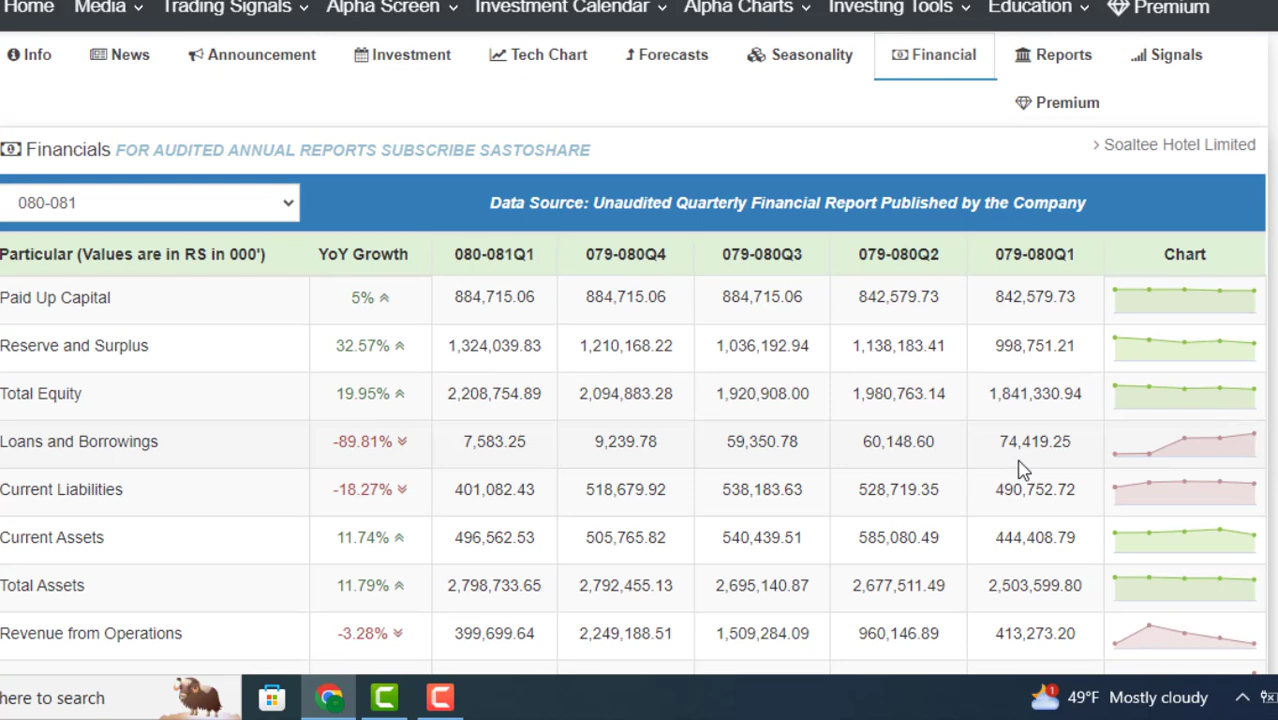 Home Media Trading Signals Alpha Screen Investment Calendar Alpha Charts Investing Tools Education Premium
Info News Announcement Investment Tech Chart Forecasts Seasonality Financial Reports Signals
Premium
Financials FOR AUDITED ANNUAL REPORTS SUBSCRIBE SASTOSHARE > Soaltee Hotel Limited
080-081 Data Source: Unaudited Quarterly Financial Report Published by the Company
Particular (Values are in RS in 000') YoY Growth 080-081Q1 079-080Q4 079-080Q3 079-080Q2 079-080Q1 Chart
Paid Up Capital 5% 884,715.06 884,715.06 884,715.06 842,579.73 842,579.73
Reserve and Surplus 32.57% 1,324,039.83 1,210,168.22 1,036,192.94 1,138,183.41 998,751.21
Total Equity 19.95% 2,208,754.89 2,094,883.28 1,920,908.00 1,980,763.14 1,841,330.94
Loans and Borrowings -89.81% 7,583.25 9,239.78 59,350.78 60,148.60 74,419.25
Current Liabilities -18.27% 401,082.43 518,679.92 538,183.63 528,719.35 490,752.72
Current Assets 11.74% 496,562.53 505,765.82 540,439.51 585,080.49 444,408.79
Total Assets 11.79% 2,798,733.65 2,792,455.13 2,695,140.87 2,677,511.49 2,503,599.80
Revenue from Operations -3.28% 399,699.64 2,249,188.51 1,509,284.09 960,146.89 413,273.20
here to search 49°F Mostly cloudy